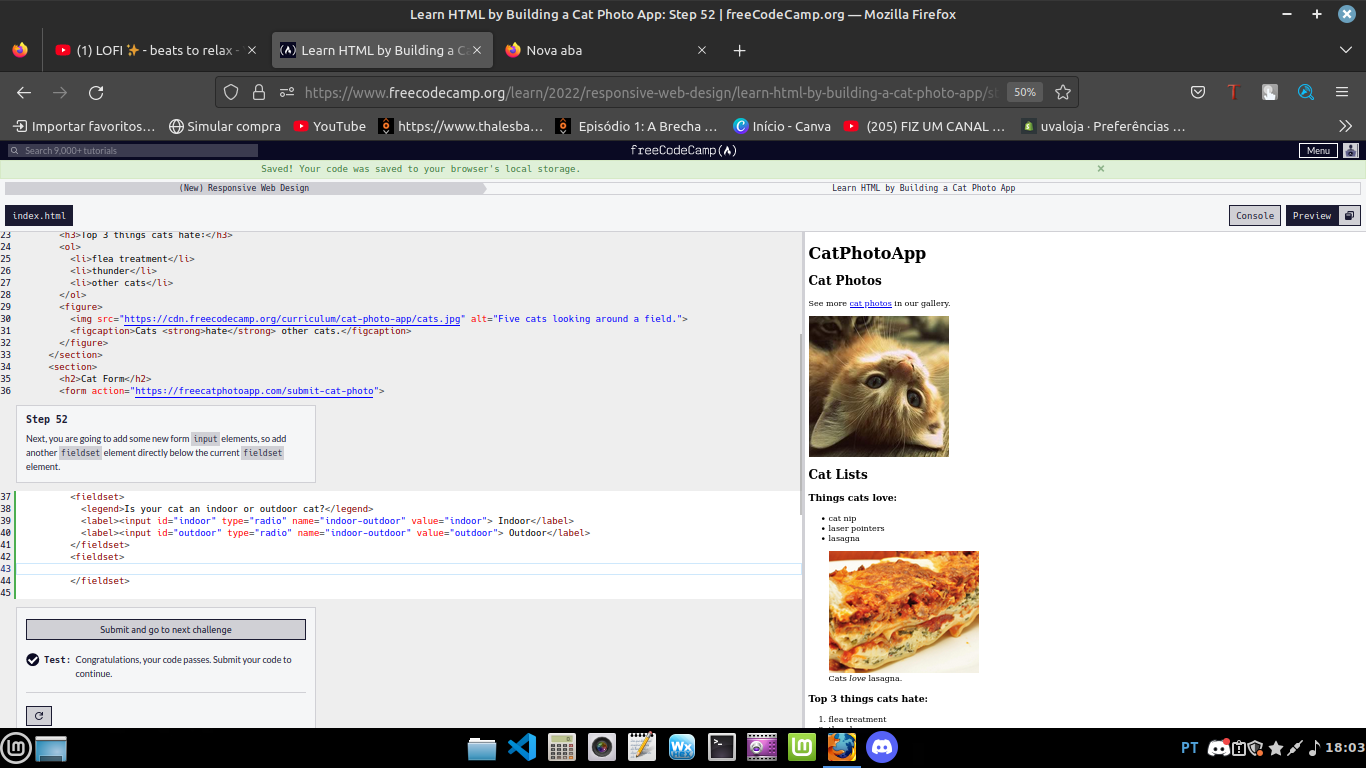 Learn HTML by Building a Cat Photo App: Step 52 | freeCodeCamp.org — Mozilla Firefox
(1) LOFI ✨ - beats to relax -
Learn HTML by Building a C
Nova aba
https://www.freecodecamp.org/learn/2022/responsive-web-design/learn-html-by-building-a-cat-photo-app/s
50%
Importar favoritos…
Simular compra
YouTube
https://www.thalesba…
Episódio 1: A Brecha …
Início - Canva
(205) FIZ UM CANAL …
uvaloja · Preferências …
Search 9,000+ tutorials
freeCodeCamp(🔥)
Menu
Saved! Your code was saved to your browser's local storage.
×
(New) Responsive Web Design
Learn HTML by Building a Cat Photo App
index.html
Console
Preview
23 <h3>Top 3 things cats hate:</h3>
24 <ol>
25 <li>flea treatment</li>
26 <li>thunder</li>
27 <li>other cats</li>
28 </ol>
29 <figure>
30 <img src="https://cdn.freecodecamp.org/curriculum/cat-photo-app/cats.jpg" alt="Five cats looking around a field.">
31 <figcaption>Cats <strong>hate</strong> other cats.</figcaption>
32 </figure>
33 </section>
34 <section>
35 <h2>Cat Form</h2>
36 <form action="https://freecatphotoapp.com/submit-cat-photo">
Step 52
Next, you are going to add some new form input elements, so add
another fieldset element directly below the current fieldset
element.
37 <fieldset>
38 <legend>Is your cat an indoor or outdoor cat?</legend>
39 <label><input id="indoor" type="radio" name="indoor-outdoor" value="indoor"> Indoor</label>
40 <label><input id="outdoor" type="radio" name="indoor-outdoor" value="outdoor"> Outdoor</label>
41 </fieldset>
42 <fieldset>
43
44 </fieldset>
45
Submit and go to next challenge
Test: Congratulations, your code passes. Submit your code to
continue.
CatPhotoApp
Cat Photos
See more cat photos in our gallery.
Cat Lists
Things cats love:
• cat nip
• laser pointers
• lasagna
Cats love lasagna.
Top 3 things cats hate:
1. flea treatment
PT
18:03